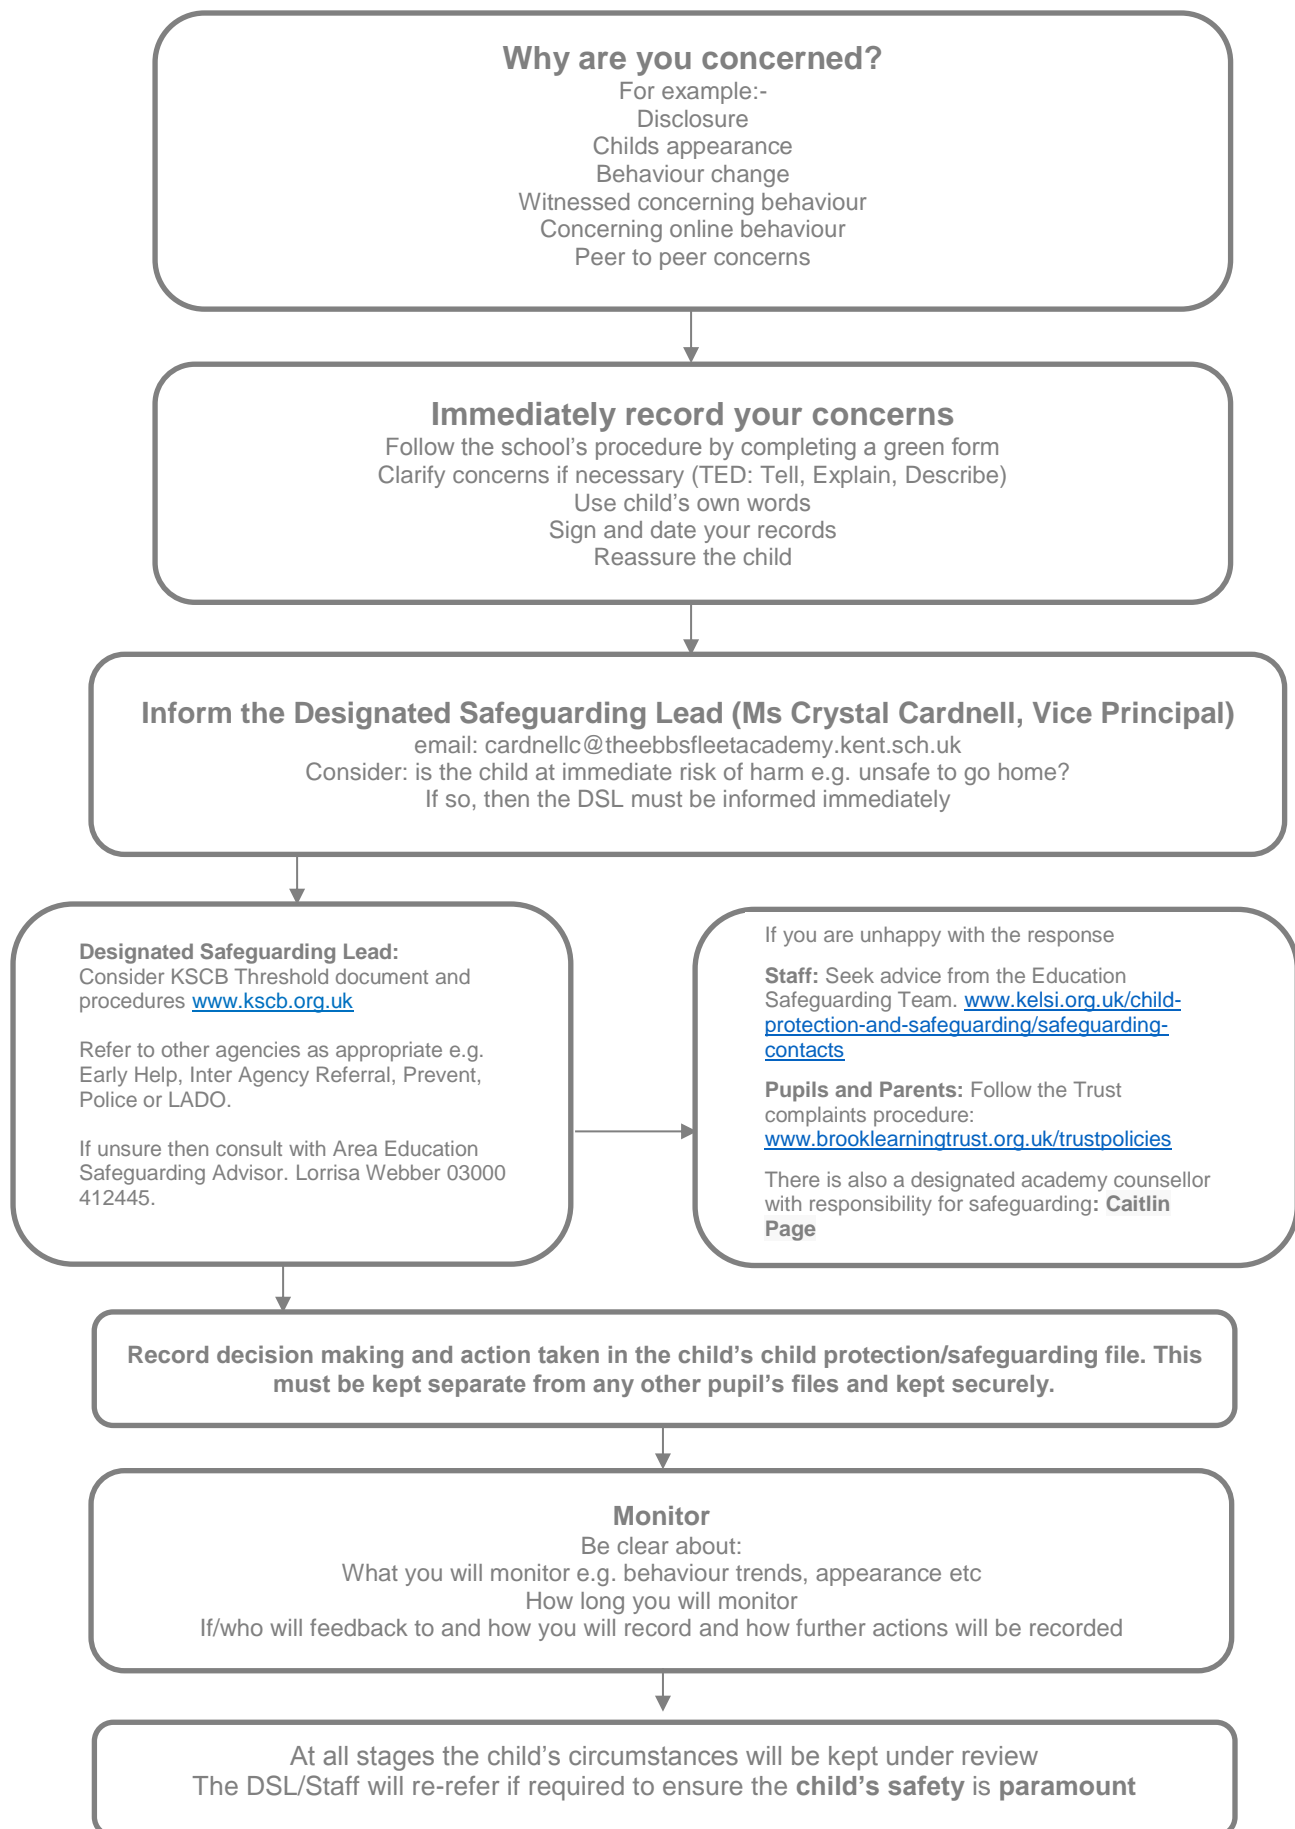 Why are you concerned?
For example:-
Disclosure
Childs appearance
Behaviour change
Witnessed concerning behaviour
Concerning online behaviour
Peer to peer concerns
Immediately record your concerns
Follow the school's procedure by completing a green form
Clarify concerns if necessary (TED: Tell, Explain, Describe)
Use child's own words
Sign and date your records
Reassure the child
Inform the Designated Safeguarding Lead (Ms Crystal Cardnell, Vice Principal)
email: cardnellc@theebbsfleetacademy.kent.sch.uk
Consider: is the child at immediate risk of harm e.g. unsafe to go home?
If so, then the DSL must be informed immediately
Designated Safeguarding Lead:
Consider KSCB Threshold document and
procedures www.kscb.org.uk
Refer to other agencies as appropriate e.g.
Early Help, Inter Agency Referral, Prevent,
Police or LADO.
If unsure then consult with Area Education
Safeguarding Advisor. Lorrisa Webber 03000
412445.
If you are unhappy with the response
Staff: Seek advice from the Education
Safeguarding Team. www.kelsi.org.uk/child-
protection-and-safeguarding/safeguarding-
contacts
Pupils and Parents: Follow the Trust
complaints procedure:
www.brooklearningtrust.org.uk/trustpolicies
There is also a designated academy counsellor
with responsibility for safeguarding: Caitlin
Page
Record decision making and action taken in the child's child protection/safeguarding file. This
must be kept separate from any other pupil's files and kept securely.
Monitor
Be clear about:
What you will monitor e.g. behaviour trends, appearance etc
How long you will monitor
If/who will feedback to and how you will record and how further actions will be recorded
At all stages the child's circumstances will be kept under review
The DSL/Staff will re-refer if required to ensure the child's safety is paramount